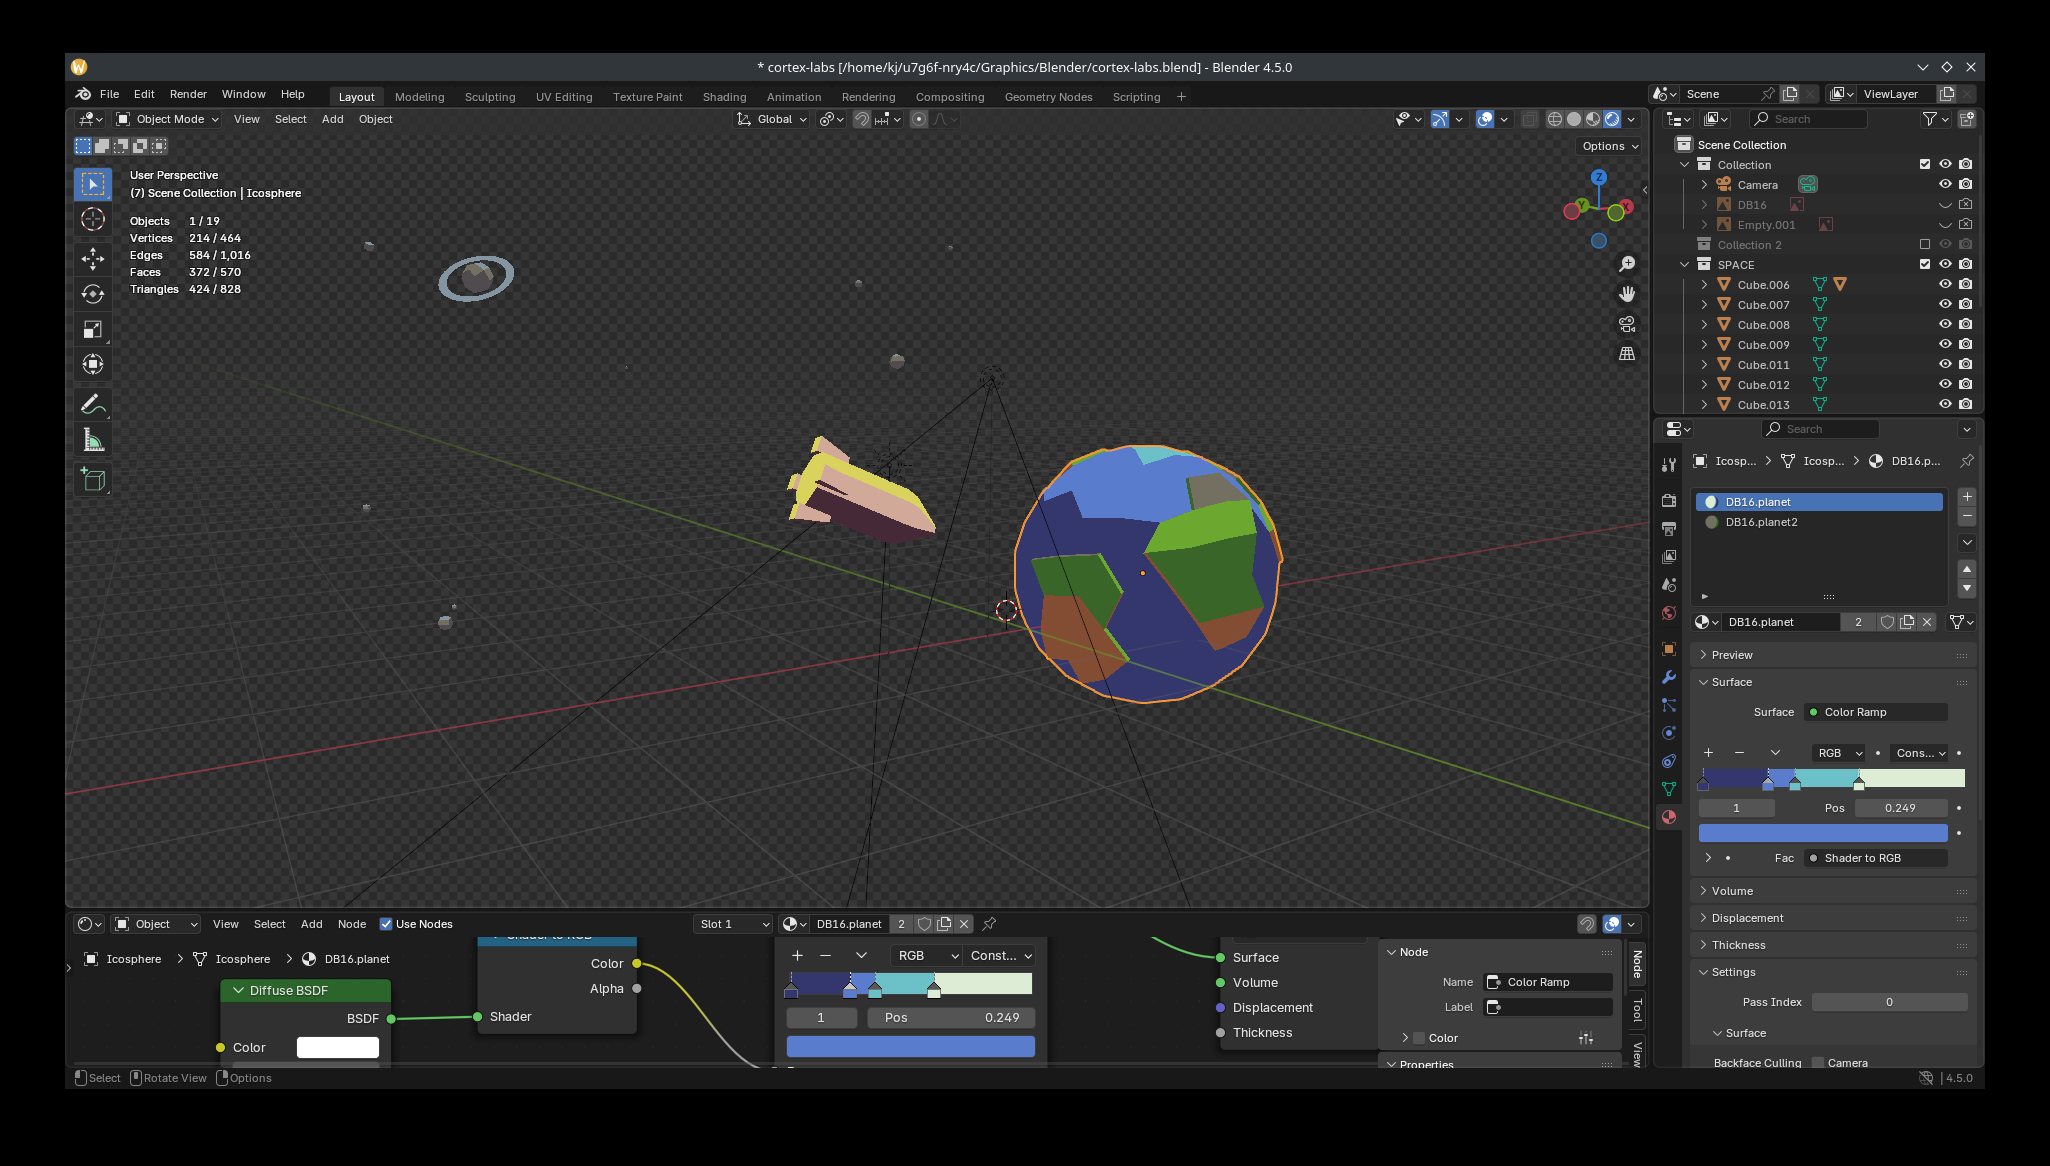 * cortex-labs [/home/kj/u7g6f-nry4c/Graphics/Blender/cortex-labs.blend] - Blender 4.5.0
File Edit Render Window Help
Layout Modeling Sculpting UV Editing Texture Paint Shading Animation Rendering Compositing Geometry Nodes Scripting +
Scene
ViewLayer
Object Mode View Select Add Object
Global
Options
Search
User Perspective
(7) Scene Collection | Icosphere
Objects 1 / 19
Vertices 214 / 464
Edges 584 / 1,016
Faces 372 / 570
Triangles 424 / 828
Z
Y
X
Scene Collection
Collection
Camera
DB16
Empty.001
Collection 2
SPACE
Cube.006
Cube.007
Cube.008
Cube.009
Cube.011
Cube.012
Cube.013
Search
Icosp... > Icosp... > DB16.p...
DB16.planet
DB16.planet2
DB16.planet 2
Preview
Surface
Surface Color Ramp
RGB Cons...
1 Pos 0.249
Fac Shader to RGB
Volume
Displacement
Thickness
Settings
Pass Index 0
Surface
Backface Culling Camera
Object View Select Add Node Use Nodes
Slot 1
DB16.planet 2
Icosphere > Icosphere > DB16.planet
Shader to RGB
Color
Alpha
Shader
Diffuse BSDF
BSDF
Color
RGB Const...
1 Pos 0.249
Surface
Volume
Displacement
Thickness
Node
Name Color Ramp
Label
Color
Properties
Node
Tool
View
Select Rotate View Options
4.5.0